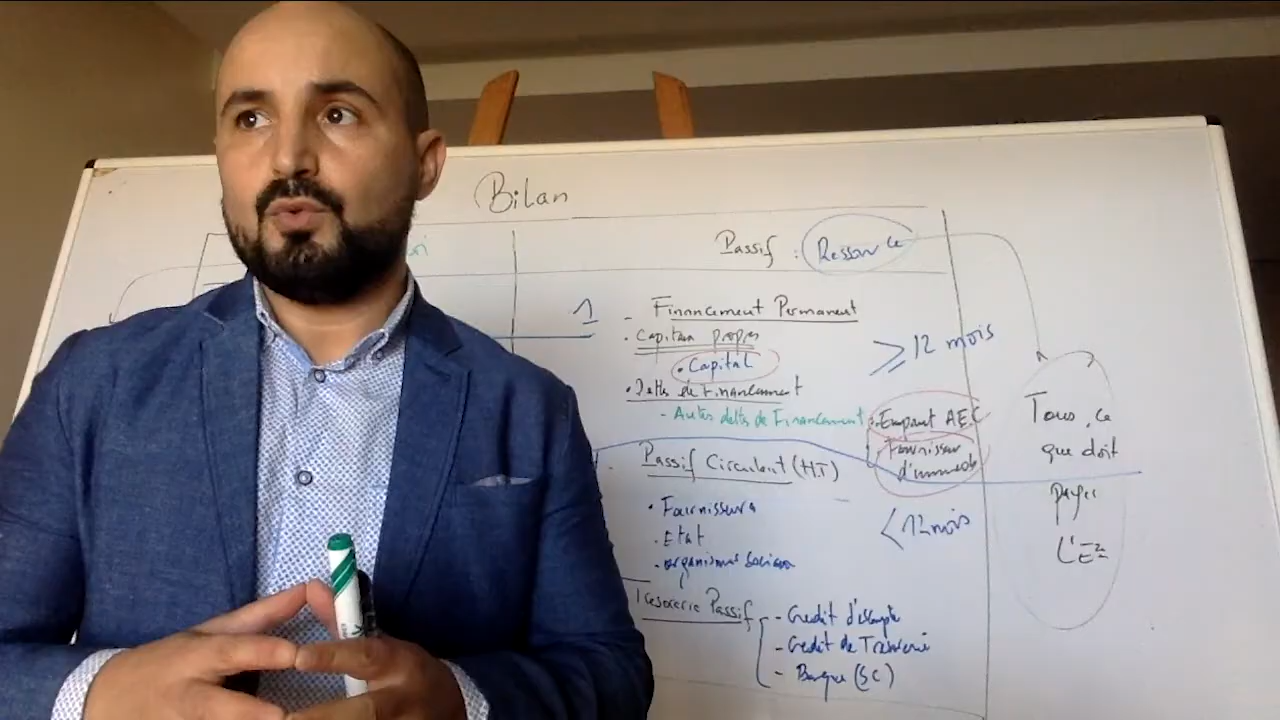 Bilan
Passif : Ressource
1 - Financement Permanent
• Capitaux propres
• Capital
≥ 12 mois
• Dettes de Financement
- Autres dettes de Financement
• Emprunt AEC
• Fournisseur
d'immob
Passif Circulant (HT)
• Fournisseurs
• Etat
• organismes sociaux
< 12 mois
Tresorerie Passif
- Credit d'escompte
- Credit de Tresorerie
- Banque (SC)
Tous ce
que doit
payer
L'Ese